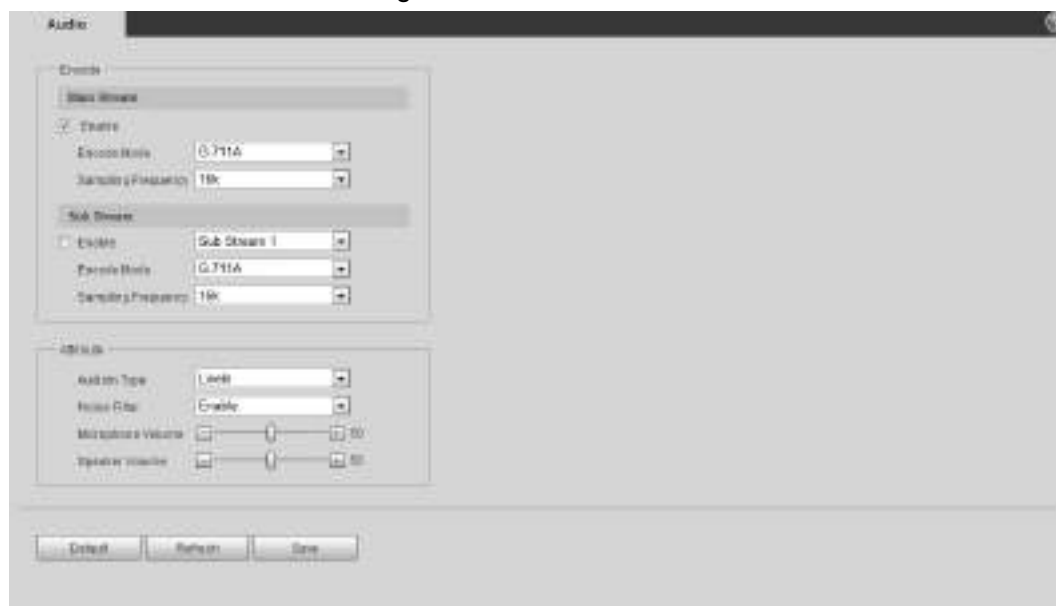 Audio
Encode
Main Stream
Enable
Encode Mode G.711A
Sampling Frequency 16k
Sub Stream
Enable Sub Stream 1
Encode Mode G.711A
Sampling Frequency 16k
Attribute
AudioIn Type LineIn
Noise Filter Enable
Microphone Volume 50
Speaker Volume 50
Default Refresh Save